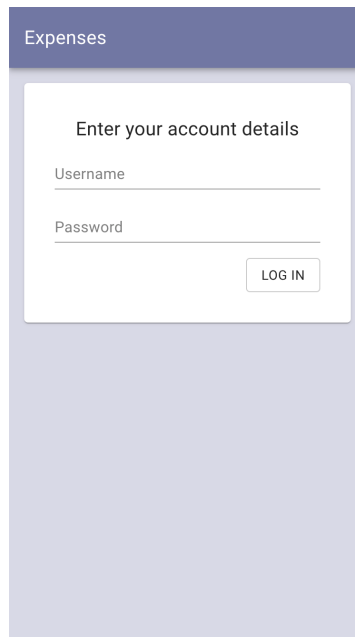 Expenses
Enter your account details
Username
Password
LOG IN